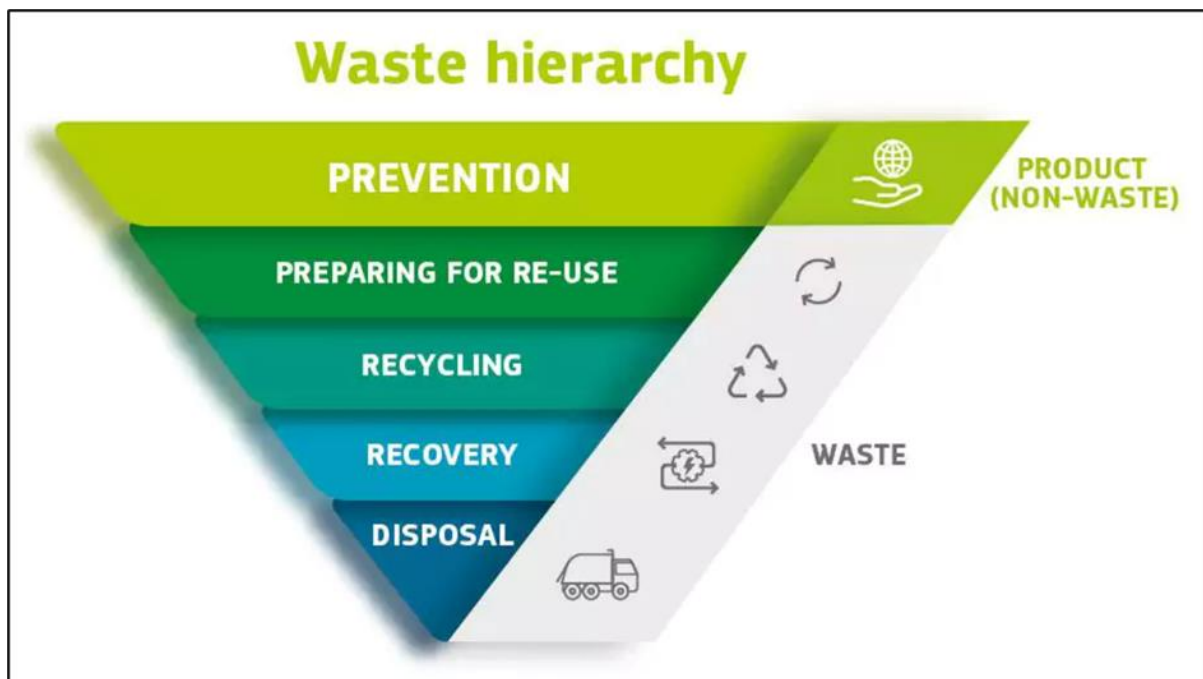 Waste hierarchy
PREVENTION
PRODUCT
(NON-WASTE)
PREPARING FOR RE-USE
RECYCLING
RECOVERY
WASTE
DISPOSAL